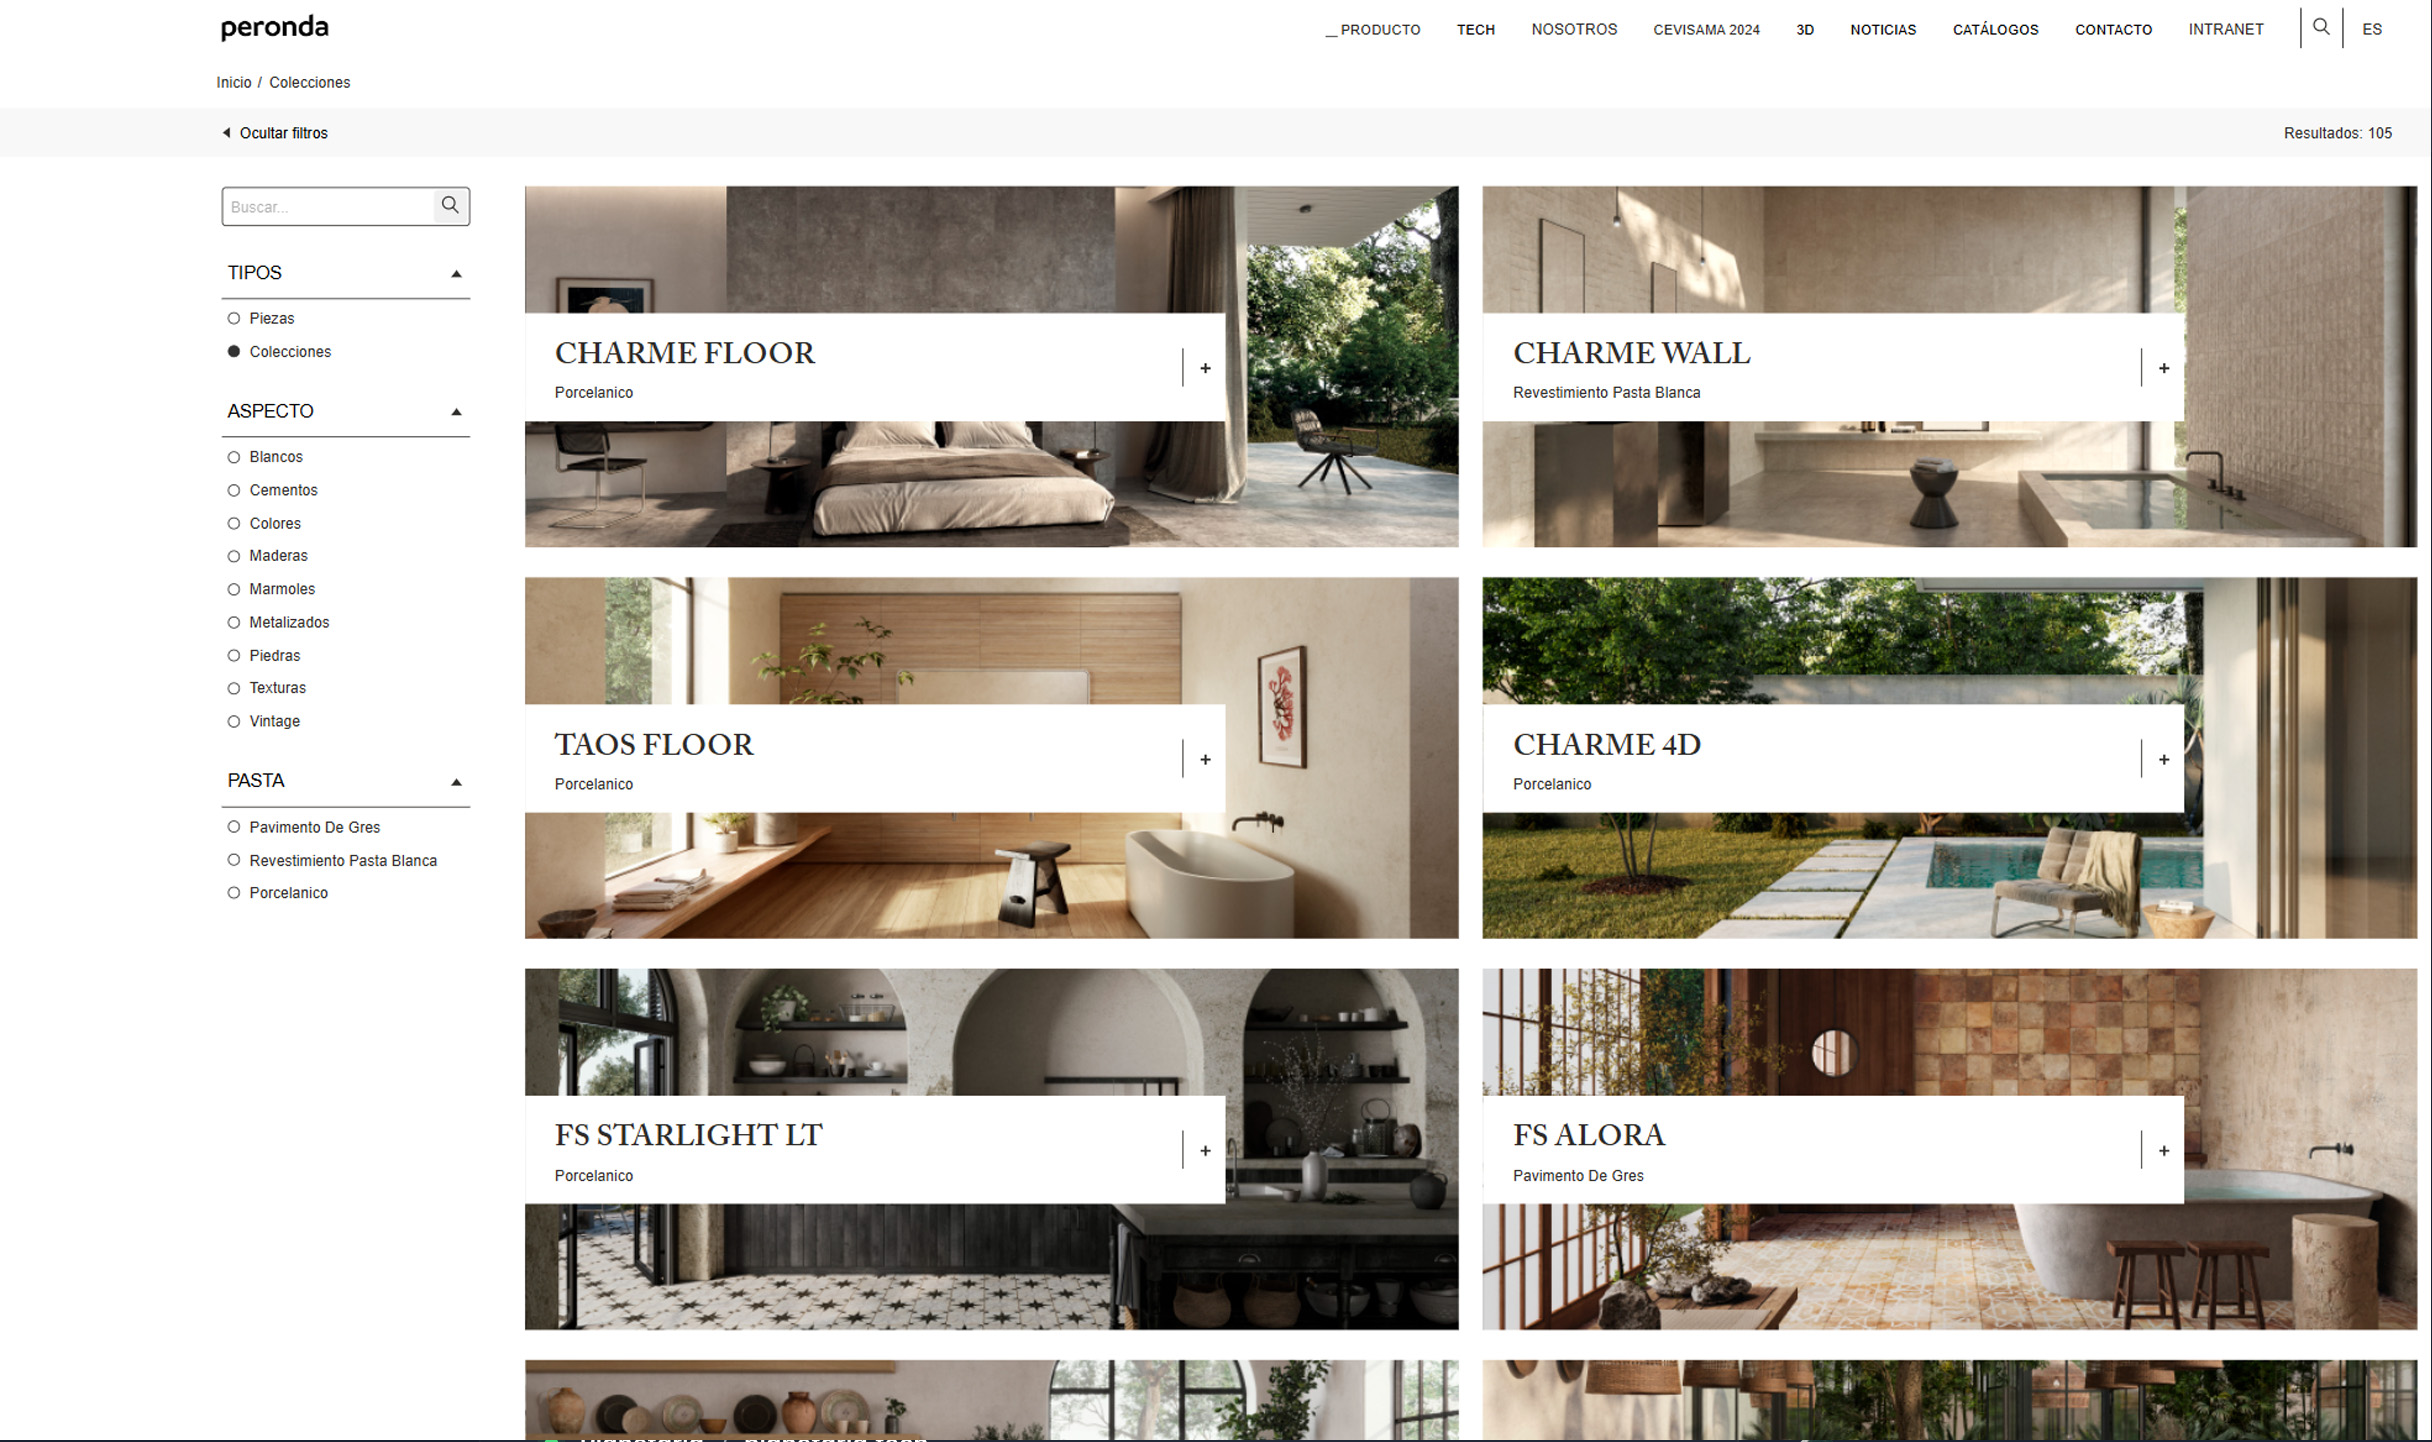 peronda
__ PRODUCTO TECH NOSOTROS CEVISAMA 2024 3D NOTICIAS CATÁLOGOS CONTACTO INTRANET ES
Inicio / Colecciones
Ocultar filtros
Resultados: 105
Buscar...
TIPOS
Piezas
Colecciones
ASPECTO
Blancos
Cementos
Colores
Maderas
Marmoles
Metalizados
Piedras
Texturas
Vintage
PASTA
Pavimento De Gres
Revestimiento Pasta Blanca
Porcelanico
CHARME FLOOR
Porcelanico
+
CHARME WALL
Revestimiento Pasta Blanca
+
TAOS FLOOR
Porcelanico
+
CHARME 4D
Porcelanico
+
FS STARLIGHT LT
Porcelanico
+
FS ALORA
Pavimento De Gres
+